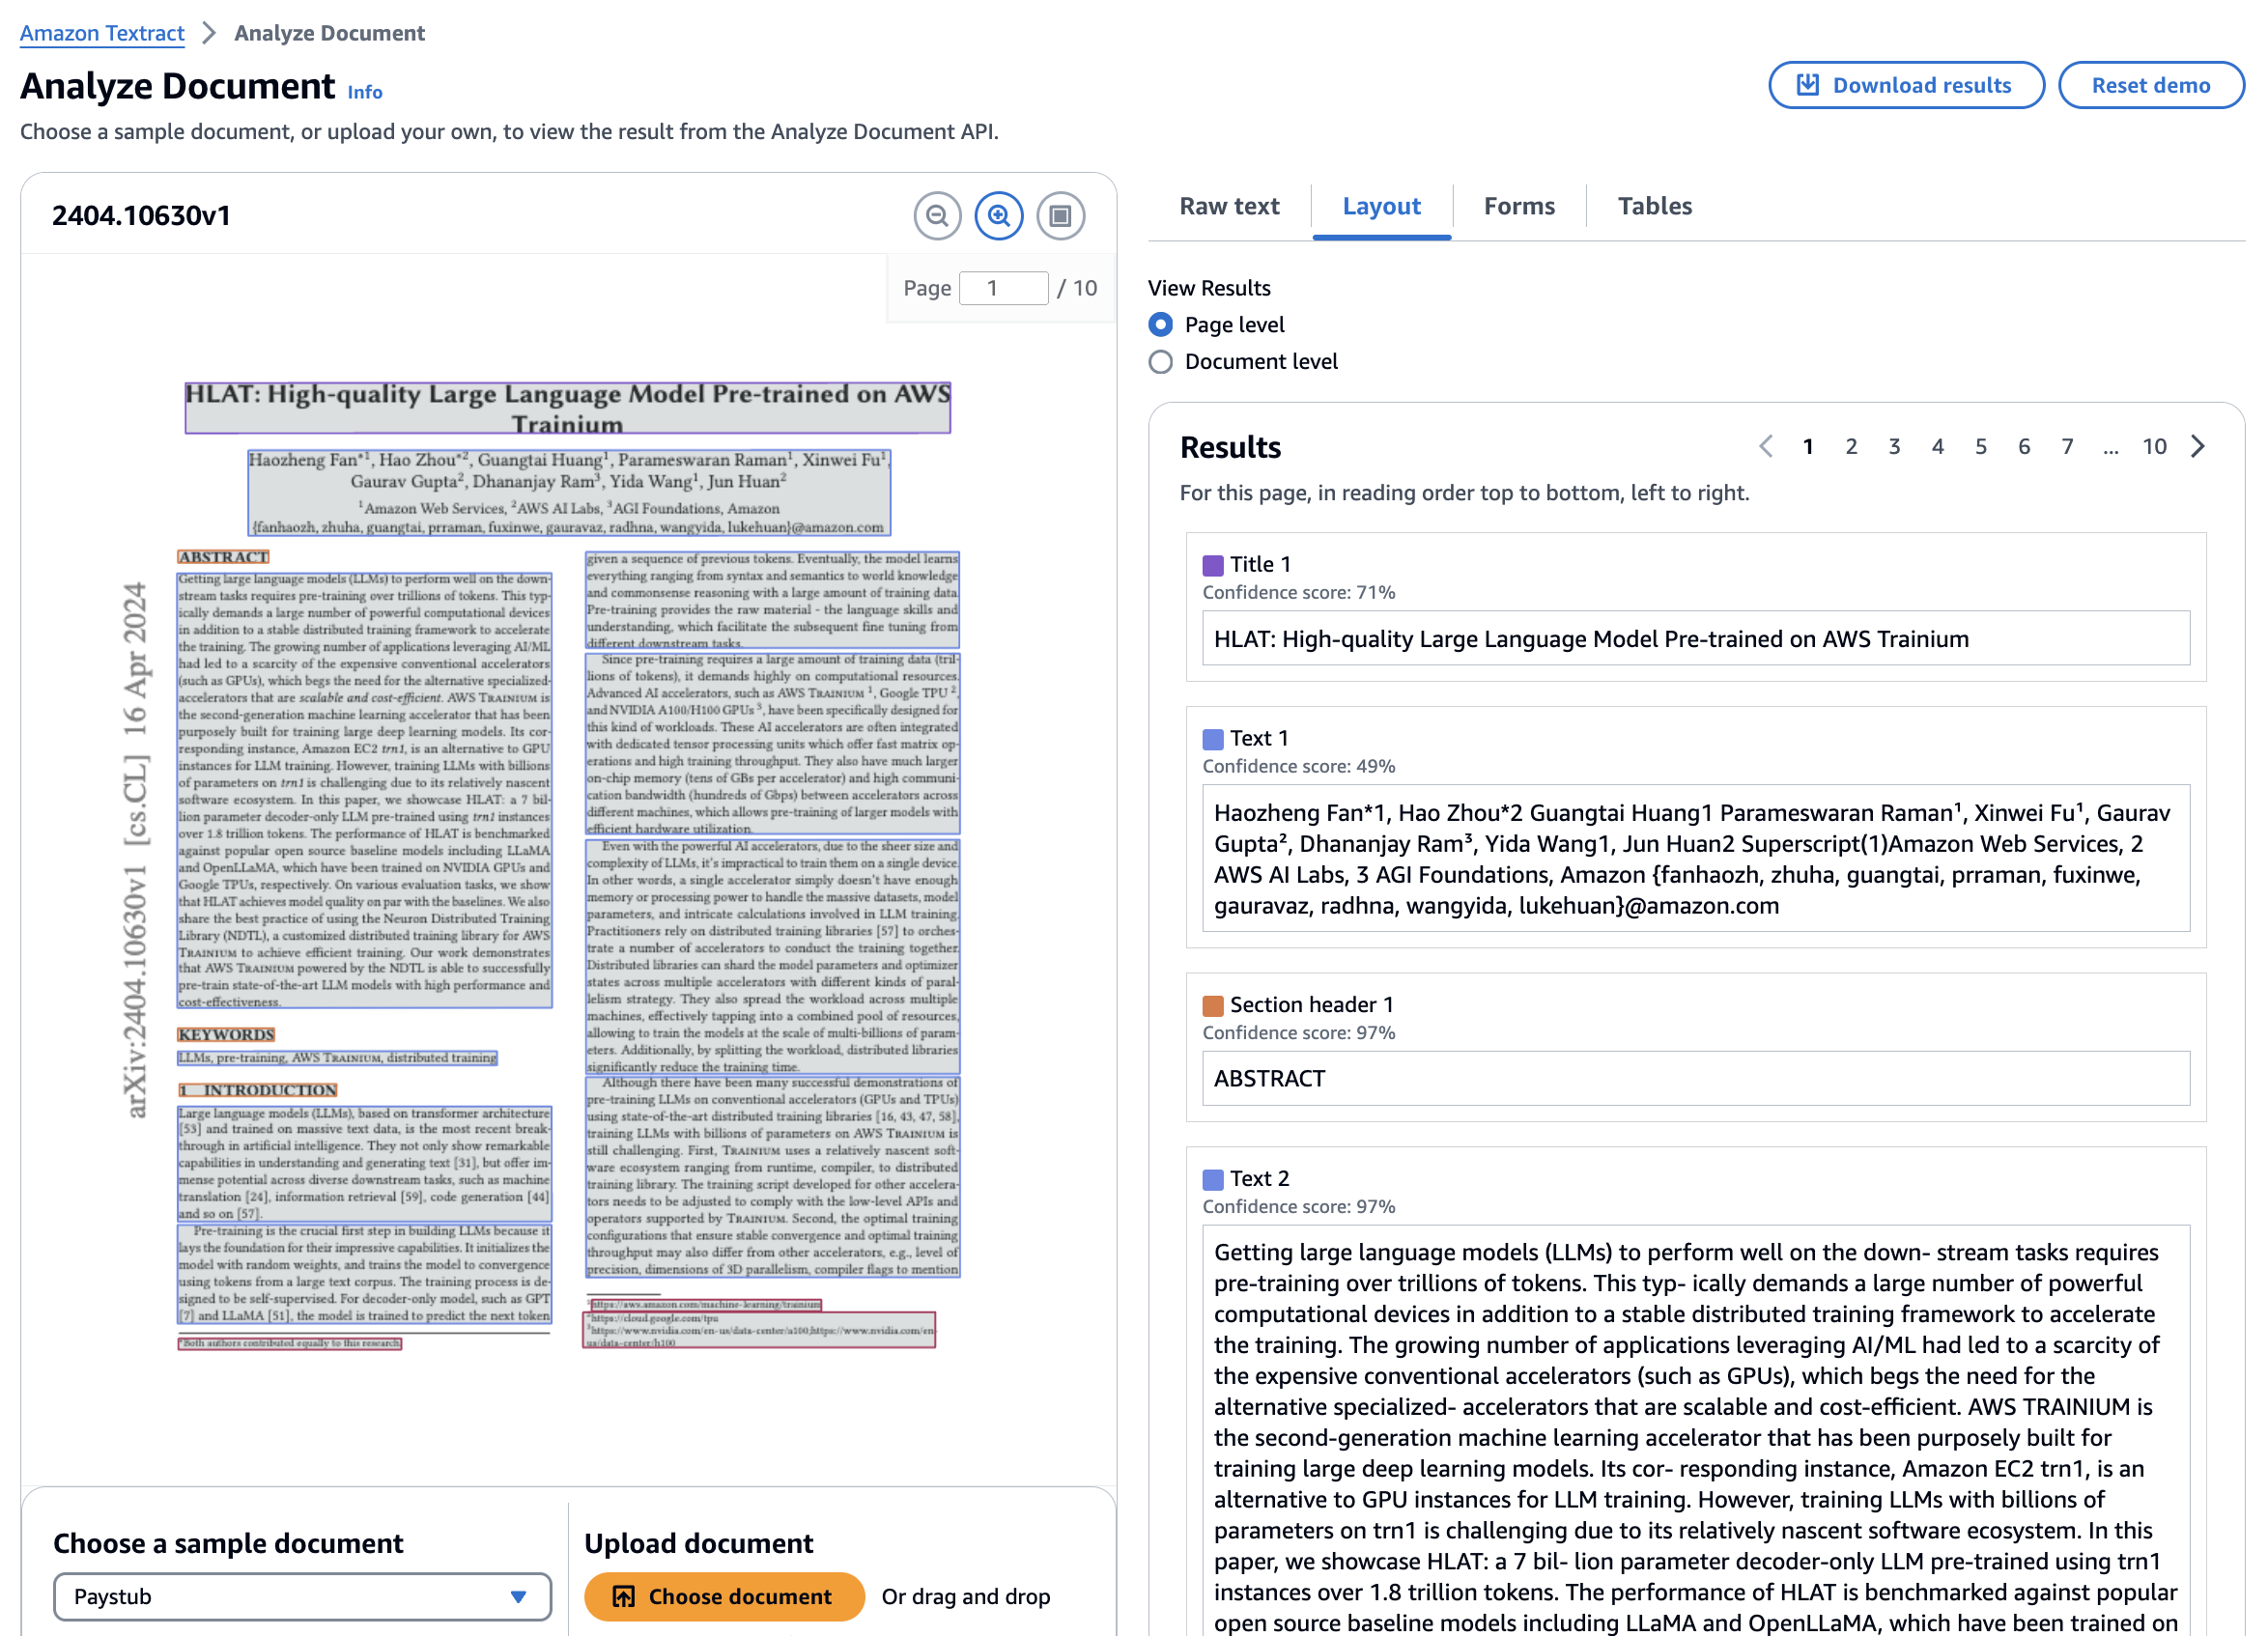 Amazon Textract > Analyze Document
Analyze Document Info
Choose a sample document, or upload your own, to view the result from the Analyze Document API.
Download results
Reset demo
2404.10630v1
Page 1 / 10
HLAT: High-quality Large Language Model Pre-trained on AWS
Trainium
Haozheng Fan*¹, Hao Zhou*², Guangtai Huang¹, Parameswaran Raman¹, Xinwei Fu¹,
Gaurav Gupta², Dhananjay Ram³, Yida Wang¹, Jun Huan²
¹Amazon Web Services, ²AWS AI Labs, ³AGI Foundations, Amazon
{fanhaozh, zhuha, guangtai, prraman, fuxinwe, gauravaz, radhna, wangyida, lukehuan}@amazon.com
arXiv:2404.10630v1 [cs.CL] 16 Apr 2024
ABSTRACT
Getting large language models (LLMs) to perform well on the down-
stream tasks requires pre-training over trillions of tokens. This typ-
ically demands a large number of powerful computational devices
in addition to a stable distributed training framework to accelerate
the training. The growing number of applications leveraging AI/ML
had led to a scarcity of the expensive conventional accelerators
(such as GPUs), which begs the need for the alternative specialized-
accelerators that are scalable and cost-efficient. AWS TRAINIUM is
the second-generation machine learning accelerator that has been
purposely built for training large deep learning models. Its cor-
responding instance, Amazon EC2 trn1, is an alternative to GPU
instances for LLM training. However, training LLMs with billions
of parameters on trn1 is challenging due to its relatively nascent
software ecosystem. In this paper, we showcase HLAT: a 7 bil-
lion parameter decoder-only LLM pre-trained using trn1 instances
over 1.8 trillion tokens. The performance of HLAT is benchmarked
against popular open source baseline models including LLaMA
and OpenLLaMA, which have been trained on NVIDIA GPUs and
Google TPUs, respectively. On various evaluation tasks, we show
that HLAT achieves model quality on par with the baselines. We also
share the best practice of using the Neuron Distributed Training
Library (NDTL), a customized distributed training library for AWS
TRAINIUM to achieve efficient training. Our work demonstrates
that AWS TRAINIUM powered by the NDTL is able to successfully
pre-train state-of-the-art LLM models with high performance and
cost-effectiveness.
KEYWORDS
LLMs, pre-training, AWS TRAINIUM, distributed training
1 INTRODUCTION
Large language models (LLMs), based on transformer architecture
[53] and trained on massive text data, is the most recent break-
through in artificial intelligence. They not only show remarkable
capabilities in understanding and generating text [31], but offer im-
mense potential across diverse downstream tasks, such as machine
translation [24], information retrieval [59], code generation [44]
and so on [57].
Pre-training is the crucial first step in building LLMs because it
lays the foundation for their impressive capabilities. It initializes the
model with random weights, and trains the model to convergence
using tokens from a large text corpus. The training process is de-
signed to be self-supervised. For decoder-only model, such as GPT
[7] and LLaMA [51], the model is trained to predict the next token
*Both authors contributed equally to this research.
given a sequence of previous tokens. Eventually, the model learns
everything ranging from syntax and semantics to world knowledge
and commonsense reasoning with a large amount of training data.
Pre-training provides the raw material - the language skills and
understanding, which facilitate the subsequent fine tuning from
different downstream tasks.
Since pre-training requires a large amount of training data (tril-
lions of tokens), it demands highly on computational resources.
Advanced AI accelerators, such as AWS TRAINIUM ¹, Google TPU ²,
and NVIDIA A100/H100 GPUs ³, have been specifically designed for
this kind of workloads. These AI accelerators are often integrated
with dedicated tensor processing units which offer fast matrix op-
erations and high training throughput. They also have much larger
on-chip memory (tens of GBs per accelerator) and high communi-
cation bandwidth (hundreds of Gbps) between accelerators across
different machines, which allows pre-training of larger models with
efficient hardware utilization.
Even with the powerful AI accelerators, due to the sheer size and
complexity of LLMs, it's impractical to train them on a single device.
In other words, a single accelerator simply doesn't have enough
memory or processing power to handle the massive datasets, model
parameters, and intricate calculations involved in LLM training.
Practitioners rely on distributed training libraries [57] to orches-
trate a number of accelerators to conduct the training together.
Distributed libraries can shard the model parameters and optimizer
states across multiple accelerators with different kinds of paral-
lelism strategy. They also spread the workload across multiple
machines, effectively tapping into a combined pool of resources,
allowing to train the models at the scale of multi-billions of param-
eters. Additionally, by splitting the workload, distributed libraries
significantly reduce the training time.
Although there have been many successful demonstrations of
pre-training LLMs on conventional accelerators (GPUs and TPUs)
using state-of-the-art distributed training libraries [16, 43, 47, 58],
training LLMs with billions of parameters on AWS TRAINIUM is
still challenging. First, TRAINIUM uses a relatively nascent soft-
ware ecosystem ranging from runtime, compiler, to distributed
training library. The training script developed for other accelera-
tors needs to be adjusted to comply with the low-level APIs and
operators supported by TRAINIUM. Second, the optimal training
configurations that ensure stable convergence and optimal training
throughput may also differ from other accelerators, e.g., level of
precision, dimensions of 3D parallelism, compiler flags to mention
¹https://aws.amazon.com/machine-learning/trainium
²https://cloud.google.com/tpu
³https://www.nvidia.com/en-us/data-center/a100;https://www.nvidia.com/en-
us/data-center/h100
Choose a sample document
Paystub
Upload document
Choose document
Or drag and drop
Raw text
Layout
Forms
Tables
View Results
Page level
Document level
Results
1 2 3 4 5 6 7 ... 10
For this page, in reading order top to bottom, left to right.
Title 1
Confidence score: 71%
HLAT: High-quality Large Language Model Pre-trained on AWS Trainium
Text 1
Confidence score: 49%
Haozheng Fan*1, Hao Zhou*2 Guangtai Huang1 Parameswaran Raman¹, Xinwei Fu¹, Gaurav
Gupta², Dhananjay Ram³, Yida Wang1, Jun Huan2 Superscript(1)Amazon Web Services, 2
AWS AI Labs, 3 AGI Foundations, Amazon {fanhaozh, zhuha, guangtai, prraman, fuxinwe,
gauravaz, radhna, wangyida, lukehuan}@amazon.com
Section header 1
Confidence score: 97%
ABSTRACT
Text 2
Confidence score: 97%
Getting large language models (LLMs) to perform well on the down- stream tasks requires
pre-training over trillions of tokens. This typ- ically demands a large number of powerful
computational devices in addition to a stable distributed training framework to accelerate
the training. The growing number of applications leveraging AI/ML had led to a scarcity of
the expensive conventional accelerators (such as GPUs), which begs the need for the
alternative specialized- accelerators that are scalable and cost-efficient. AWS TRAINIUM is
the second-generation machine learning accelerator that has been purposely built for
training large deep learning models. Its cor- responding instance, Amazon EC2 trn1, is an
alternative to GPU instances for LLM training. However, training LLMs with billions of
parameters on trn1 is challenging due to its relatively nascent software ecosystem. In this
paper, we showcase HLAT: a 7 bil- lion parameter decoder-only LLM pre-trained using trn1
instances over 1.8 trillion tokens. The performance of HLAT is benchmarked against popular
open source baseline models including LLaMA and OpenLLaMA, which have been trained on